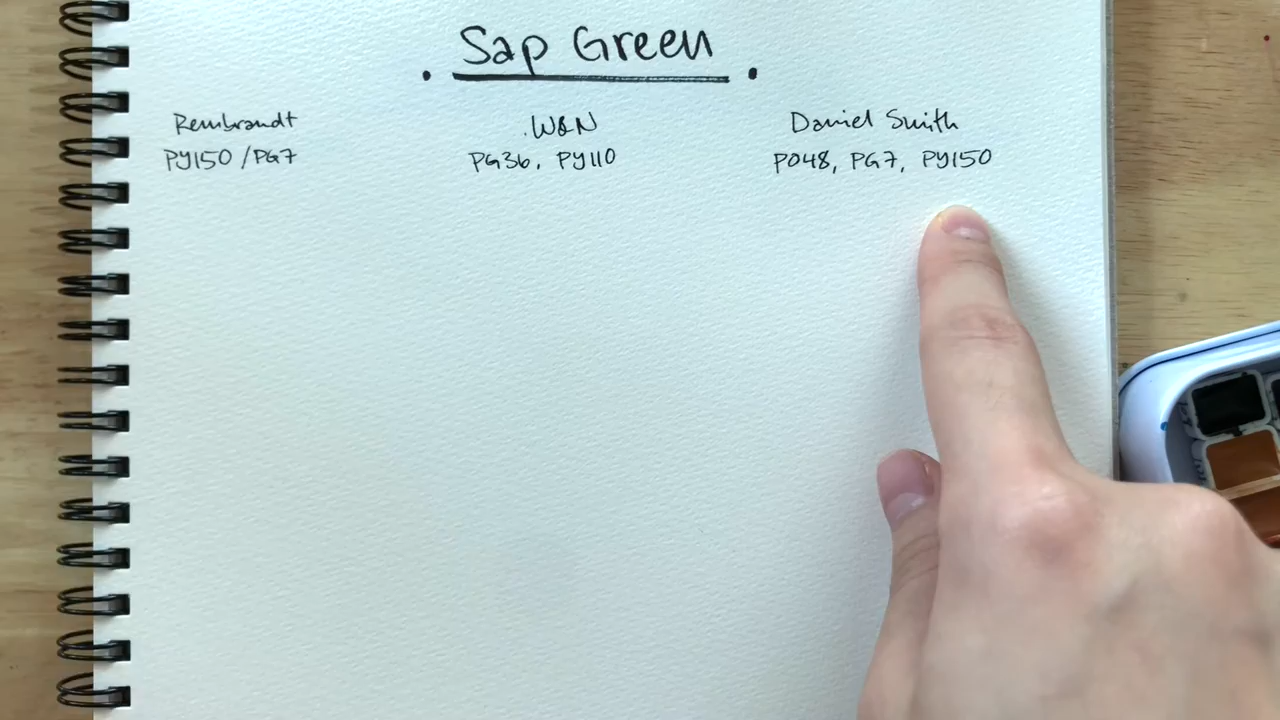 Sap Green
Rembrandt
PY150 / PG7
W&N
PG36, PY110
Daniel Smith
PO48, PG7, PY150